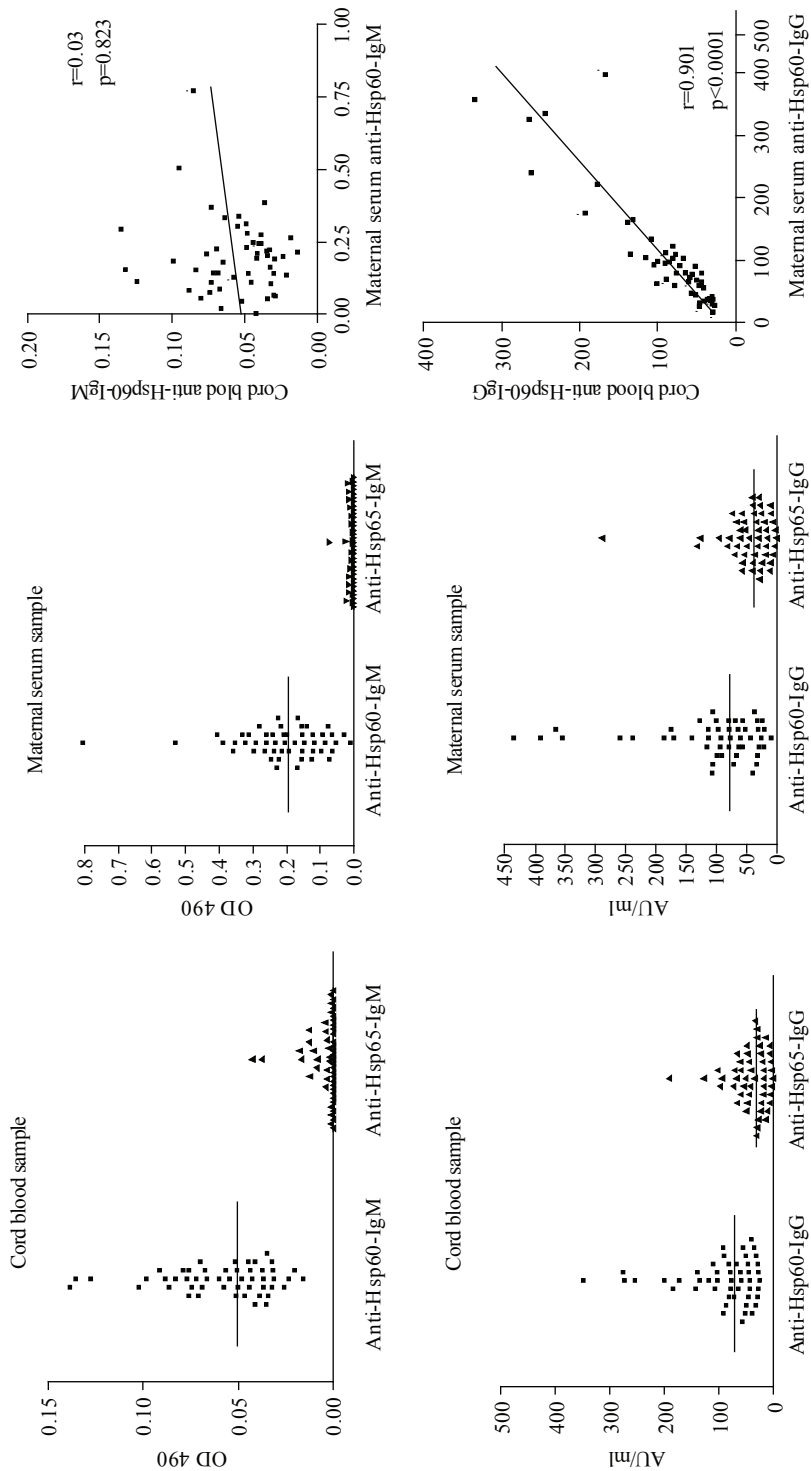 Cord blood sample
0.15
0.10
0.05
0.00
OD 490
Anti-Hsp60-IgM
Anti-Hsp65-IgM
Maternal serum sample
0.8
0.7
0.6
0.5
0.4
0.3
0.2
0.1
0.0
OD 490
Anti-Hsp60-IgM
Anti-Hsp65-IgM
0.20
0.15
0.10
0.05
0.00
Cord blod anti-Hsp60-IgM
r=0.03
p=0.823
0.00 0.25 0.50 0.75 1.00
Maternal serum anti-Hsp60-IgM
Cord blood sample
500
400
300
200
100
0
AU/ml
Anti-Hsp60-IgG
Anti-Hsp65-IgG
Maternal serum sample
450
400
350
300
250
200
150
100
50
0
AU/ml
Anti-Hsp60-IgG
Anti-Hsp65-IgG
400
300
200
100
0
Cord blood anti-Hsp60-IgG
r=0.901
p<0.0001
0 100 200 300 400 500
Maternal serum anti-Hsp60-IgG